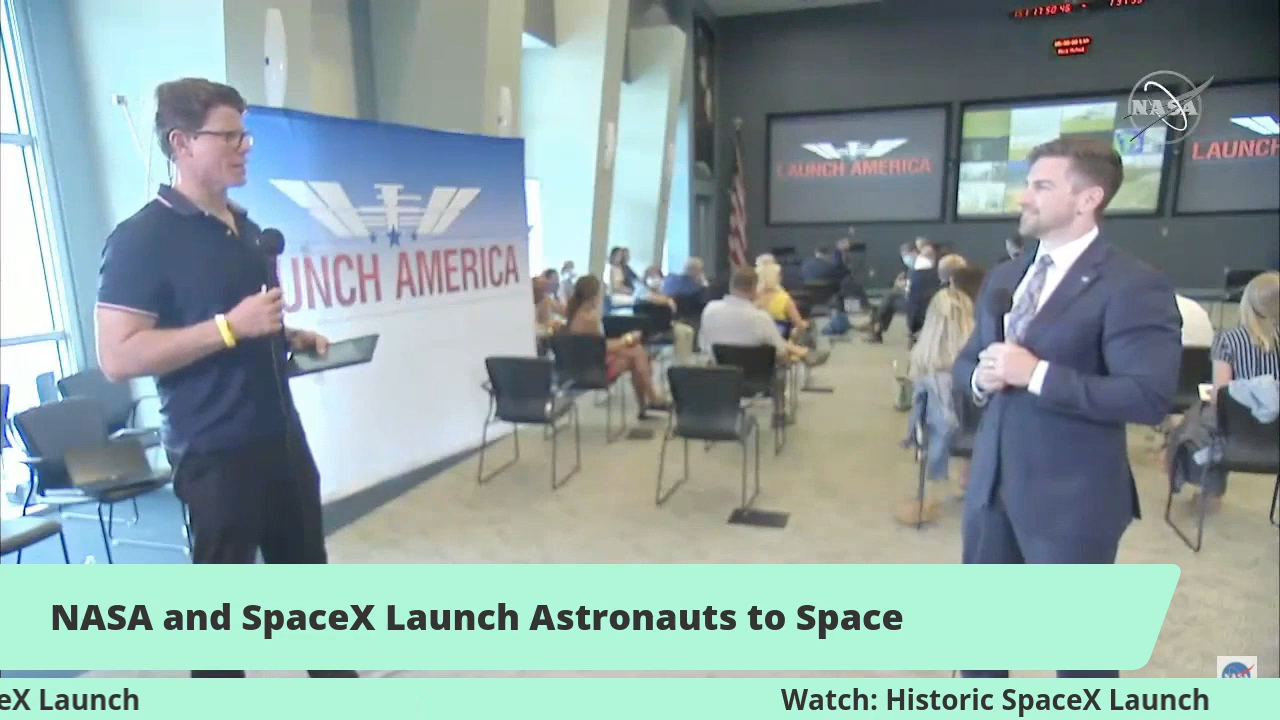 NASA
LAUNCH AMERICA
LAUNCH
UNCH AMERICA
NASA and SpaceX Launch Astronauts to Space
NASA
eX Launch
Watch: Historic SpaceX Launch